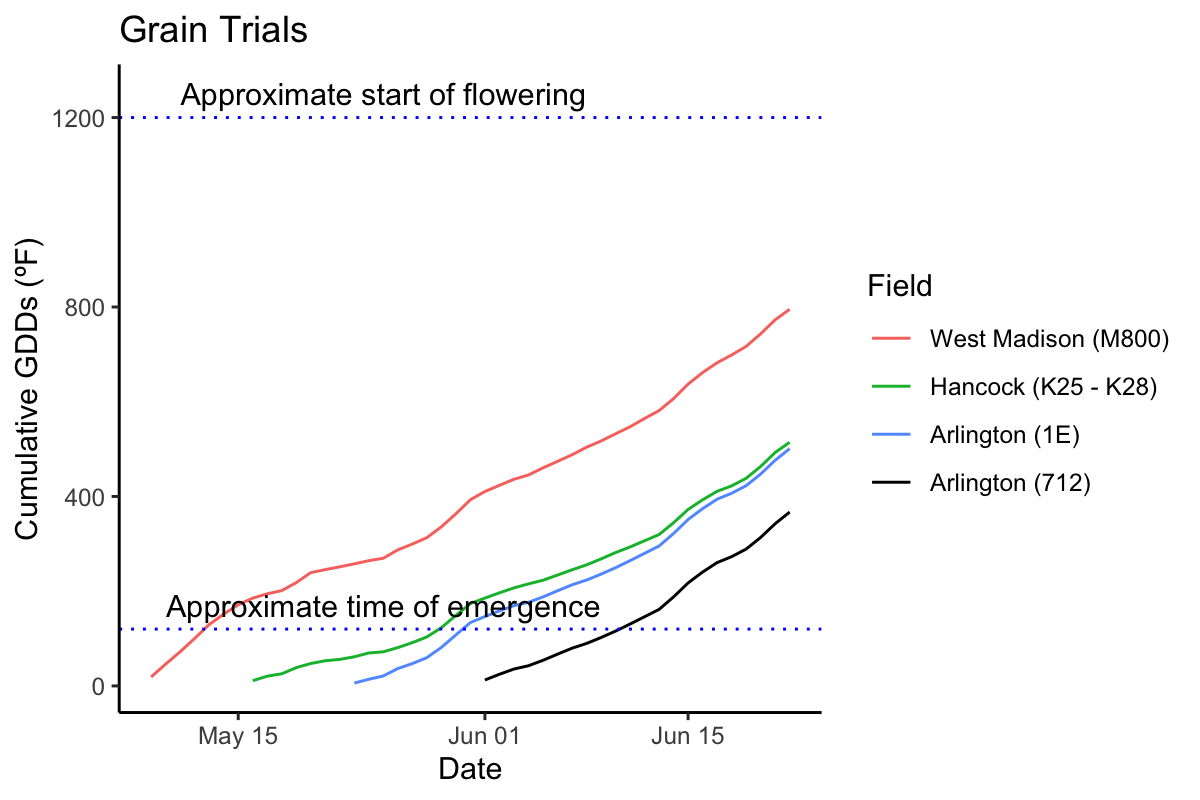 Grain Trials
Approximate start of flowering
1200
800
400
0
Cumulative GDDs (ºF)
Approximate time of emergence
May 15
Jun 01
Jun 15
Date
Field
West Madison (M800)
Hancock (K25 - K28)
Arlington (1E)
Arlington (712)